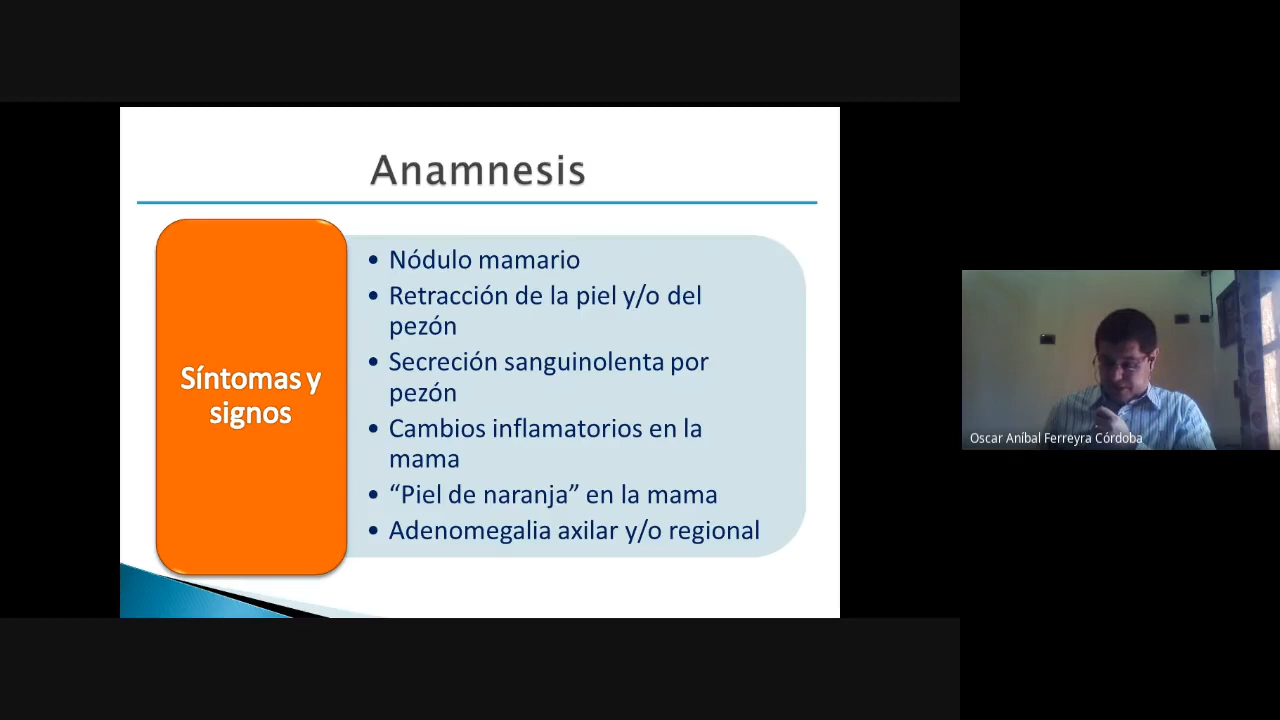 Anamnesis
Síntomas y
signos
• Nódulo mamario
• Retracción de la piel y/o del
pezón
• Secreción sanguinolenta por
pezón
• Cambios inflamatorios en la
mama
• “Piel de naranja” en la mama
• Adenomegalia axilar y/o regional
Oscar Aníbal Ferreyra Córdoba